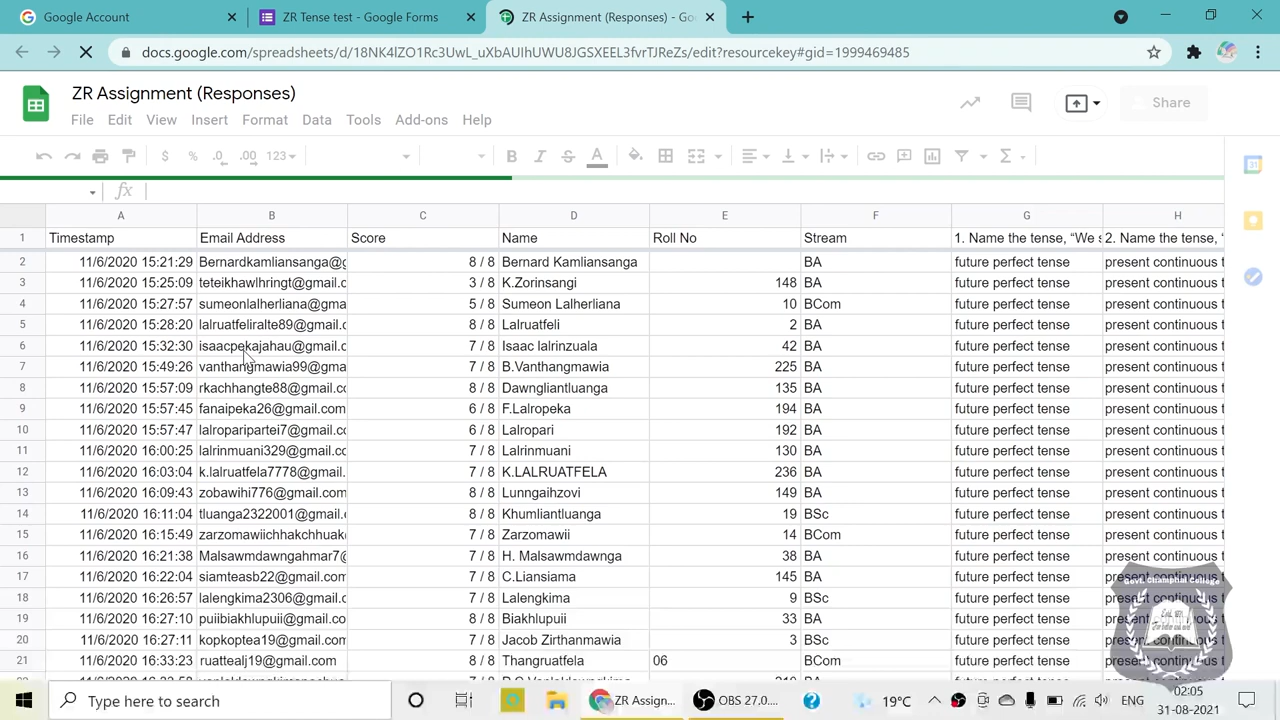 Google Account
ZR Tense test - Google Forms
ZR Assignment (Responses) - Go
docs.google.com/spreadsheets/d/18NK4lZO1Rc3UwL_uXbAUIhUWU8JGSXEEL3fvrTJReZs/edit?resourcekey#gid=1999469485
ZR Assignment (Responses)
Share
File Edit View Insert Format Data Tools Add-ons Help
$ % .0 .00 123
B I S A
31
fx
A B C D E F G H
1 Timestamp Email Address Score Name Roll No Stream 1. Name the tense, “We s 2. Name the tense, “
2 11/6/2020 15:21:29 Bernardkamliansanga@g 8 / 8 Bernard Kamliansanga BA future perfect tense present continuous t
3 11/6/2020 15:25:09 teteikhawlhringt@gmail.c 3 / 8 K.Zorinsangi 148 BA future perfect tense present continuous t
4 11/6/2020 15:27:57 sumeonlalherliana@gma 5 / 8 Sumeon Lalherliana 10 BCom future perfect tense present continuous t
5 11/6/2020 15:28:20 lalruatfeliralte89@gmail.c 8 / 8 Lalruatfeli 2 BA future perfect tense present continuous t
6 11/6/2020 15:32:30 isaacpekajahau@gmail.c 7 / 8 Isaac lalrinzuala 42 BA future perfect tense present continuous t
7 11/6/2020 15:49:26 vanthangmawia99@gma 7 / 8 B.Vanthangmawia 225 BA future perfect tense present continuous t
8 11/6/2020 15:57:09 rkachhangte88@gmail.co 8 / 8 Dawngliantluanga 135 BA future perfect tense present continuous t
9 11/6/2020 15:57:45 fanaipeka26@gmail.com 6 / 8 F.Lalropeka 194 BA future perfect tense present continuous t
10 11/6/2020 15:57:47 lalroparipartei7@gmail.c 6 / 8 Lalropari 192 BA future perfect tense present continuous t
11 11/6/2020 16:00:25 lalrinmuani329@gmail.cc 7 / 8 Lalrinmuani 130 BA future perfect tense present continuous t
12 11/6/2020 16:03:04 k.lalruatfela7778@gmail. 7 / 8 K.LALRUATFELA 236 BA future perfect tense present continuous t
13 11/6/2020 16:09:43 zobawihi776@gmail.com 8 / 8 Lunngaihzovi 149 BA future perfect tense present continuous t
14 11/6/2020 16:11:04 tluanga2322001@gmail.c 7 / 8 Khumliantluanga 19 BSc future perfect tense present continuous t
15 11/6/2020 16:15:49 zarzomawiichhakchhuak 7 / 8 Zarzomawii 14 BCom future perfect tense present continuous t
16 11/6/2020 16:21:38 Malsawmdawngahmar7@ 7 / 8 H. Malsawmdawnga 38 BA future perfect tense present continuous t
17 11/6/2020 16:22:04 siamteasb22@gmail.com 7 / 8 C.Liansiama 145 BA future perfect tense present continuous t
18 11/6/2020 16:26:57 lalengkima2306@gmail.c 7 / 8 Lalengkima 9 BSc future perfect tense present continuous
19 11/6/2020 16:27:10 puiibiakhlupuii@gmail.co 8 / 8 Biakhlupuii 33 BA future perfect tense present continuous
20 11/6/2020 16:27:11 kopkoptea19@gmail.com 7 / 8 Jacob Zirthanmawia 3 BSc future perfect tense present continuous
21 11/6/2020 16:33:23 ruattealj19@gmail.com 8 / 8 Thangruatfela 06 BCom future perfect tense present continuous
Govt. Champhai College
Type here to search
ZR Assign...
OBS 27.0....
19°C
ENG
02:05
31-08-2021